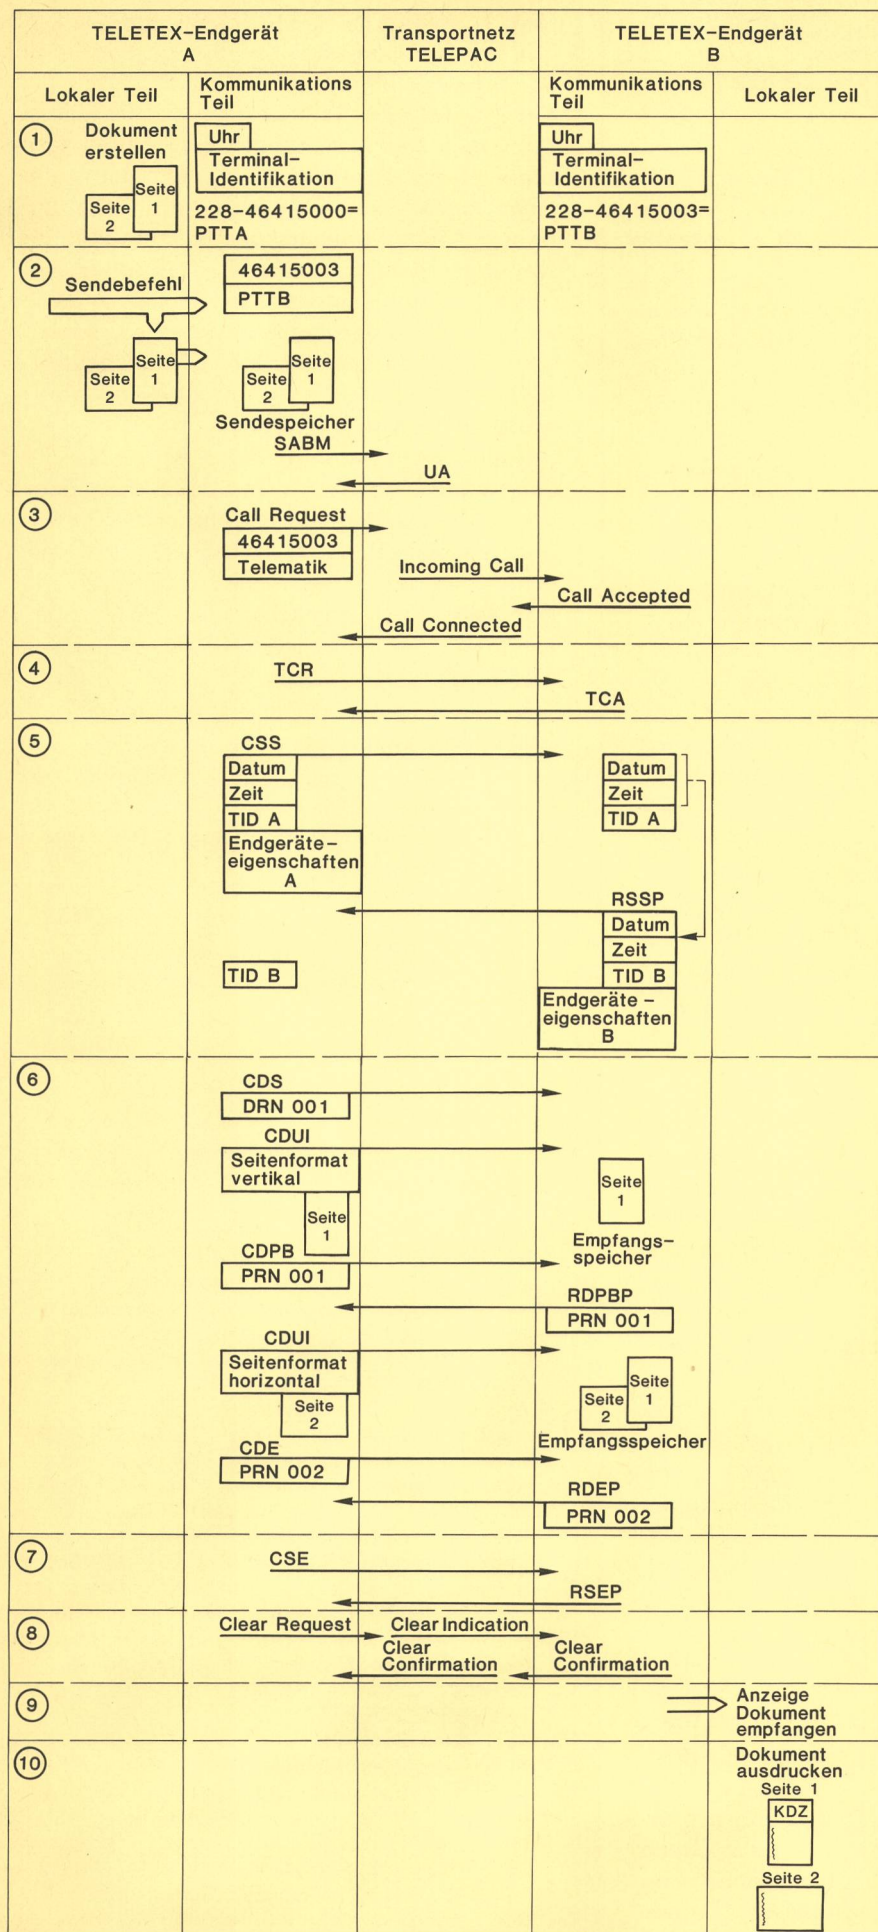 TELETEX-Endgerät
A
Transportnetz
TELEPAC
TELETEX-Endgerät
B
Lokaler Teil
Kommunikations
Teil
Kommunikations
Teil
Lokaler Teil
1
Dokument
erstellen
Seite
1
Seite
2
Uhr
Terminal-
Identifikation
228-46415000=
PTTA
Uhr
Terminal-
Identifikation
228-46415003=
PTTB
2
Sendebefehl
46415003
PTTB
Seite
1
Seite
2
Seite
1
Seite
2
Sendespeicher
SABM
UA
3
Call Request
46415003
Telematik
Incoming Call
Call Accepted
Call Connected
4
TCR
TCA
5
CSS
Datum
Zeit
TID A
Endgeräte-
eigenschaften
A
Datum
Zeit
TID A
RSSP
Datum
Zeit
TID B
TID B
Endgeräte-
eigenschaften
B
6
CDS
DRN 001
CDUI
Seitenformat
vertikal
Seite
1
Seite
1
Empfangs-
speicher
CDPB
PRN 001
RDPBP
PRN 001
CDUI
Seitenformat
horizontal
Seite
2
Seite
1
Seite
2
Empfangsspeicher
CDE
PRN 002
RDEP
PRN 002
7
CSE
RSEP
8
Clear Request
Clear Indication
Clear
Confirmation
Clear
Confirmation
9
Anzeige
Dokument
empfangen
10
Dokument
ausdrucken
Seite 1
KDZ
Seite 2